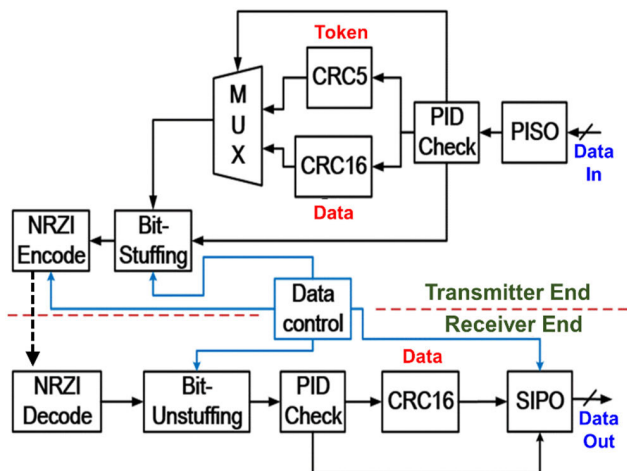 Token
CRC5
M
U
X
PID
Check
PISO
Data
In
CRC16
Data
NRZI
Encode
Bit-
Stuffing
Data
control
Transmitter End
Receiver End
Data
NRZI
Decode
Bit-
Unstuffing
PID
Check
CRC16
SIPO
Data
Out